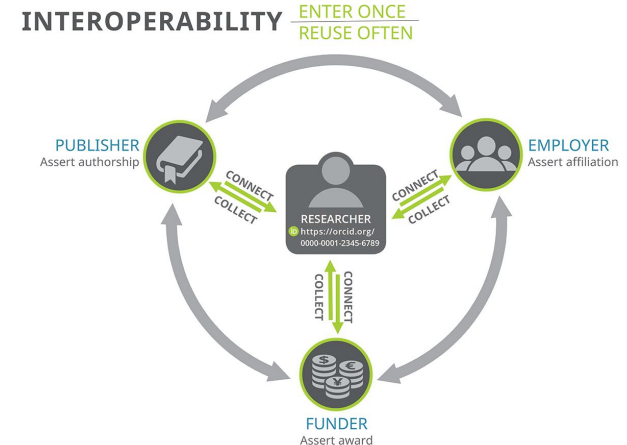 INTEROPERABILITY
ENTER ONCE
REUSE OFTEN
PUBLISHER
Assert authorship
EMPLOYER
Assert affiliation
CONNECT
COLLECT
CONNECT
COLLECT
RESEARCHER
iD https://orcid.org/
0000-0001-2345-6789
COLLECT
CONNECT
$
€
¥
FUNDER
Assert award